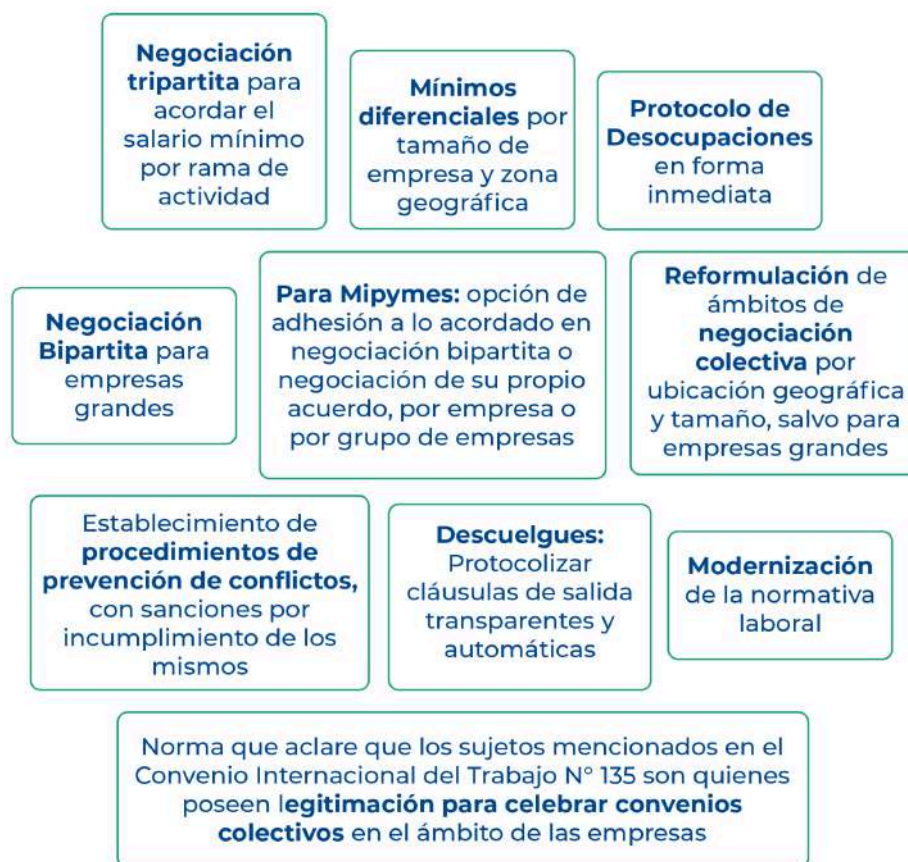 Negociación
tripartita para
acordar el
salario mínimo
por rama de
actividad
Mínimos
diferenciales por
tamaño de
empresa y zona
geográfica
Protocolo de
Desocupaciones
en forma
inmediata
Negociación
Bipartita para
empresas
grandes
Para Mipymes: opción de
adhesión a lo acordado en
negociación bipartita o
negociación de su propio
acuerdo, por empresa o
por grupo de empresas
Reformulación de
ámbitos de
negociación
colectiva por
ubicación geográfica
y tamaño, salvo para
empresas grandes
Establecimiento de
procedimientos de
prevención de conflictos,
con sanciones por
incumplimiento de los
mismos
Descuelgues:
Protocolizar
cláusulas de salida
transparentes y
automáticas
Modernización
de la normativa
laboral
Norma que aclare que los sujetos mencionados en el
Convenio Internacional del Trabajo N° 135 son quienes
poseen legitimación para celebrar convenios
colectivos en el ámbito de las empresas